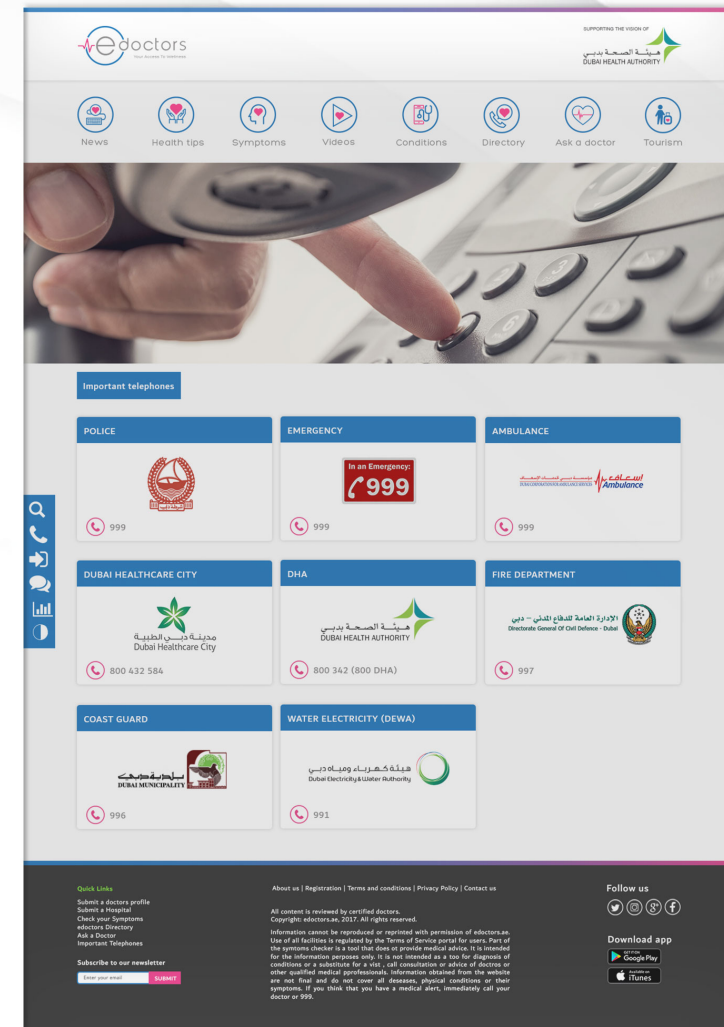 edoctors
Your Access To Wellness
SUPPORTING THE VISION OF
هيئة الصحة بدبي
DUBAI HEALTH AUTHORITY
News
Health tips
Symptoms
Videos
Conditions
Directory
Ask a doctor
Tourism
Important telephones
POLICE
EMERGENCY
AMBULANCE
In an Emergency:
999
مؤسسة دبي لخدمات الإسعاف
DUBAI CORPORATION FOR AMBULANCE SERVICES
إسعاف
Ambulance
999
999
999
DUBAI HEALTHCARE CITY
DHA
FIRE DEPARTMENT
مدينة دبي الطبية
Dubai Healthcare City
هيئة الصحة بدبي
DUBAI HEALTH AUTHORITY
الإدارة العامة للدفاع المدني – دبي
Directorate General Of Civil Defence - Dubai
800 432 584
800 342 (800 DHA)
997
COAST GUARD
WATER ELECTRICITY (DEWA)
بلدية دبي
DUBAI MUNICIPALITY
هيئة كهرباء ومياه دبي
Dubai Electricity & Water Authority
996
991
Quick Links
Submit a doctors profile
Submit a Hospital
Check your Symptoms
edoctors Directory
Ask a Doctor
Important Telephones
Subscribe to our newsletter
Enter your email
SUBMIT
About us | Registration | Terms and conditions | Privacy Policy | Contact us
All content is reviewed by certified doctors.
Copyright: edoctors.ae, 2017. All rights reserved.
Information cannot be reproduced or reprinted with permission of edoctors.ae.
Use of all facilities is regulated by the Terms of Service portal for users. Part of
the symptoms checker is a tool that does ot provide medical advice. It is intended
for the information perposes only. It is not intended as a too for diagnosis of
conditions or a substitute for a vist , call consultation or advice of doctros or
other qualified medical pprofessionals. Information obtained from the website
are not final and do not cover all deseases, physical conditions or their
symptoms. If you think that you have a medical alert, immediately call your
doctor or 999.
Follow us
Download app
GET IT ON
Google Play
Available on
iTunes